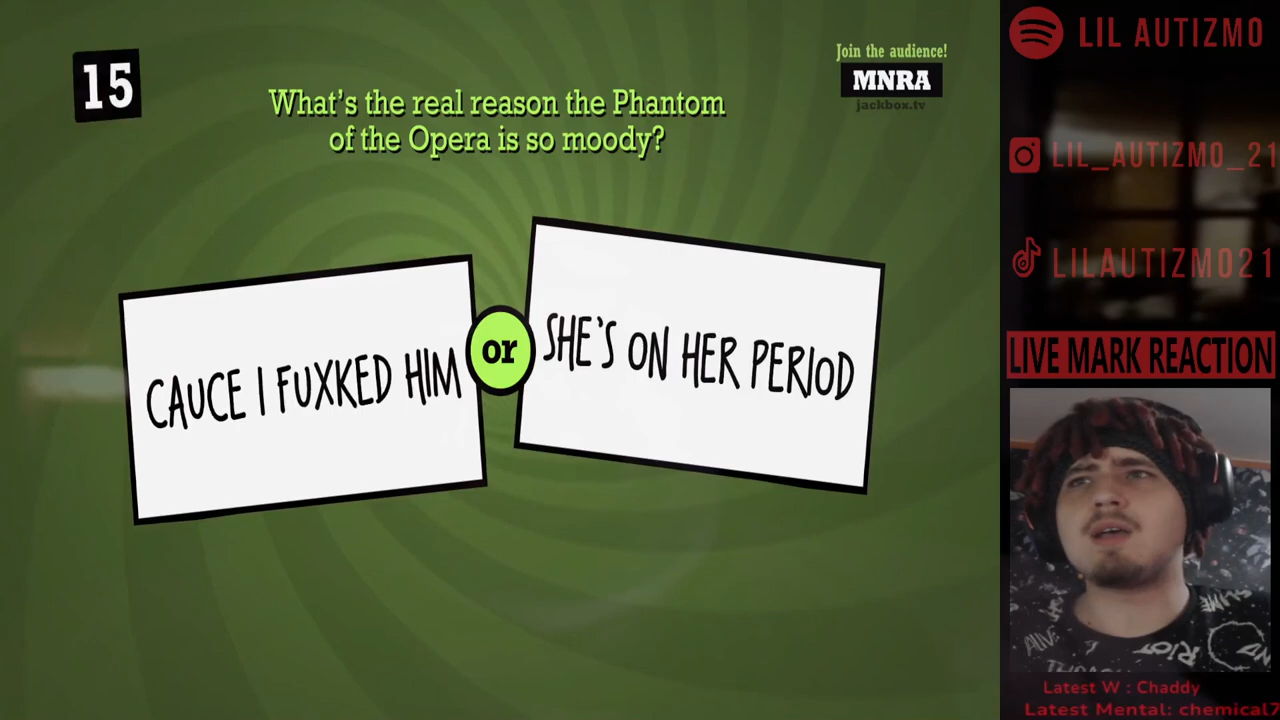 15
What's the real reason the Phantom
of the Opera is so moody?
Join the audience!
MNRA
jackbox.tv
CAUCE I FUXKED HIM
or
SHE'S ON HER PERIOD
LIL AUTIZMO
LIL_AUTIZMO_21
LILAUTIZMO21
LIVE MARK REACTION
Latest W : Chaddy
Latest Mental: chemical7